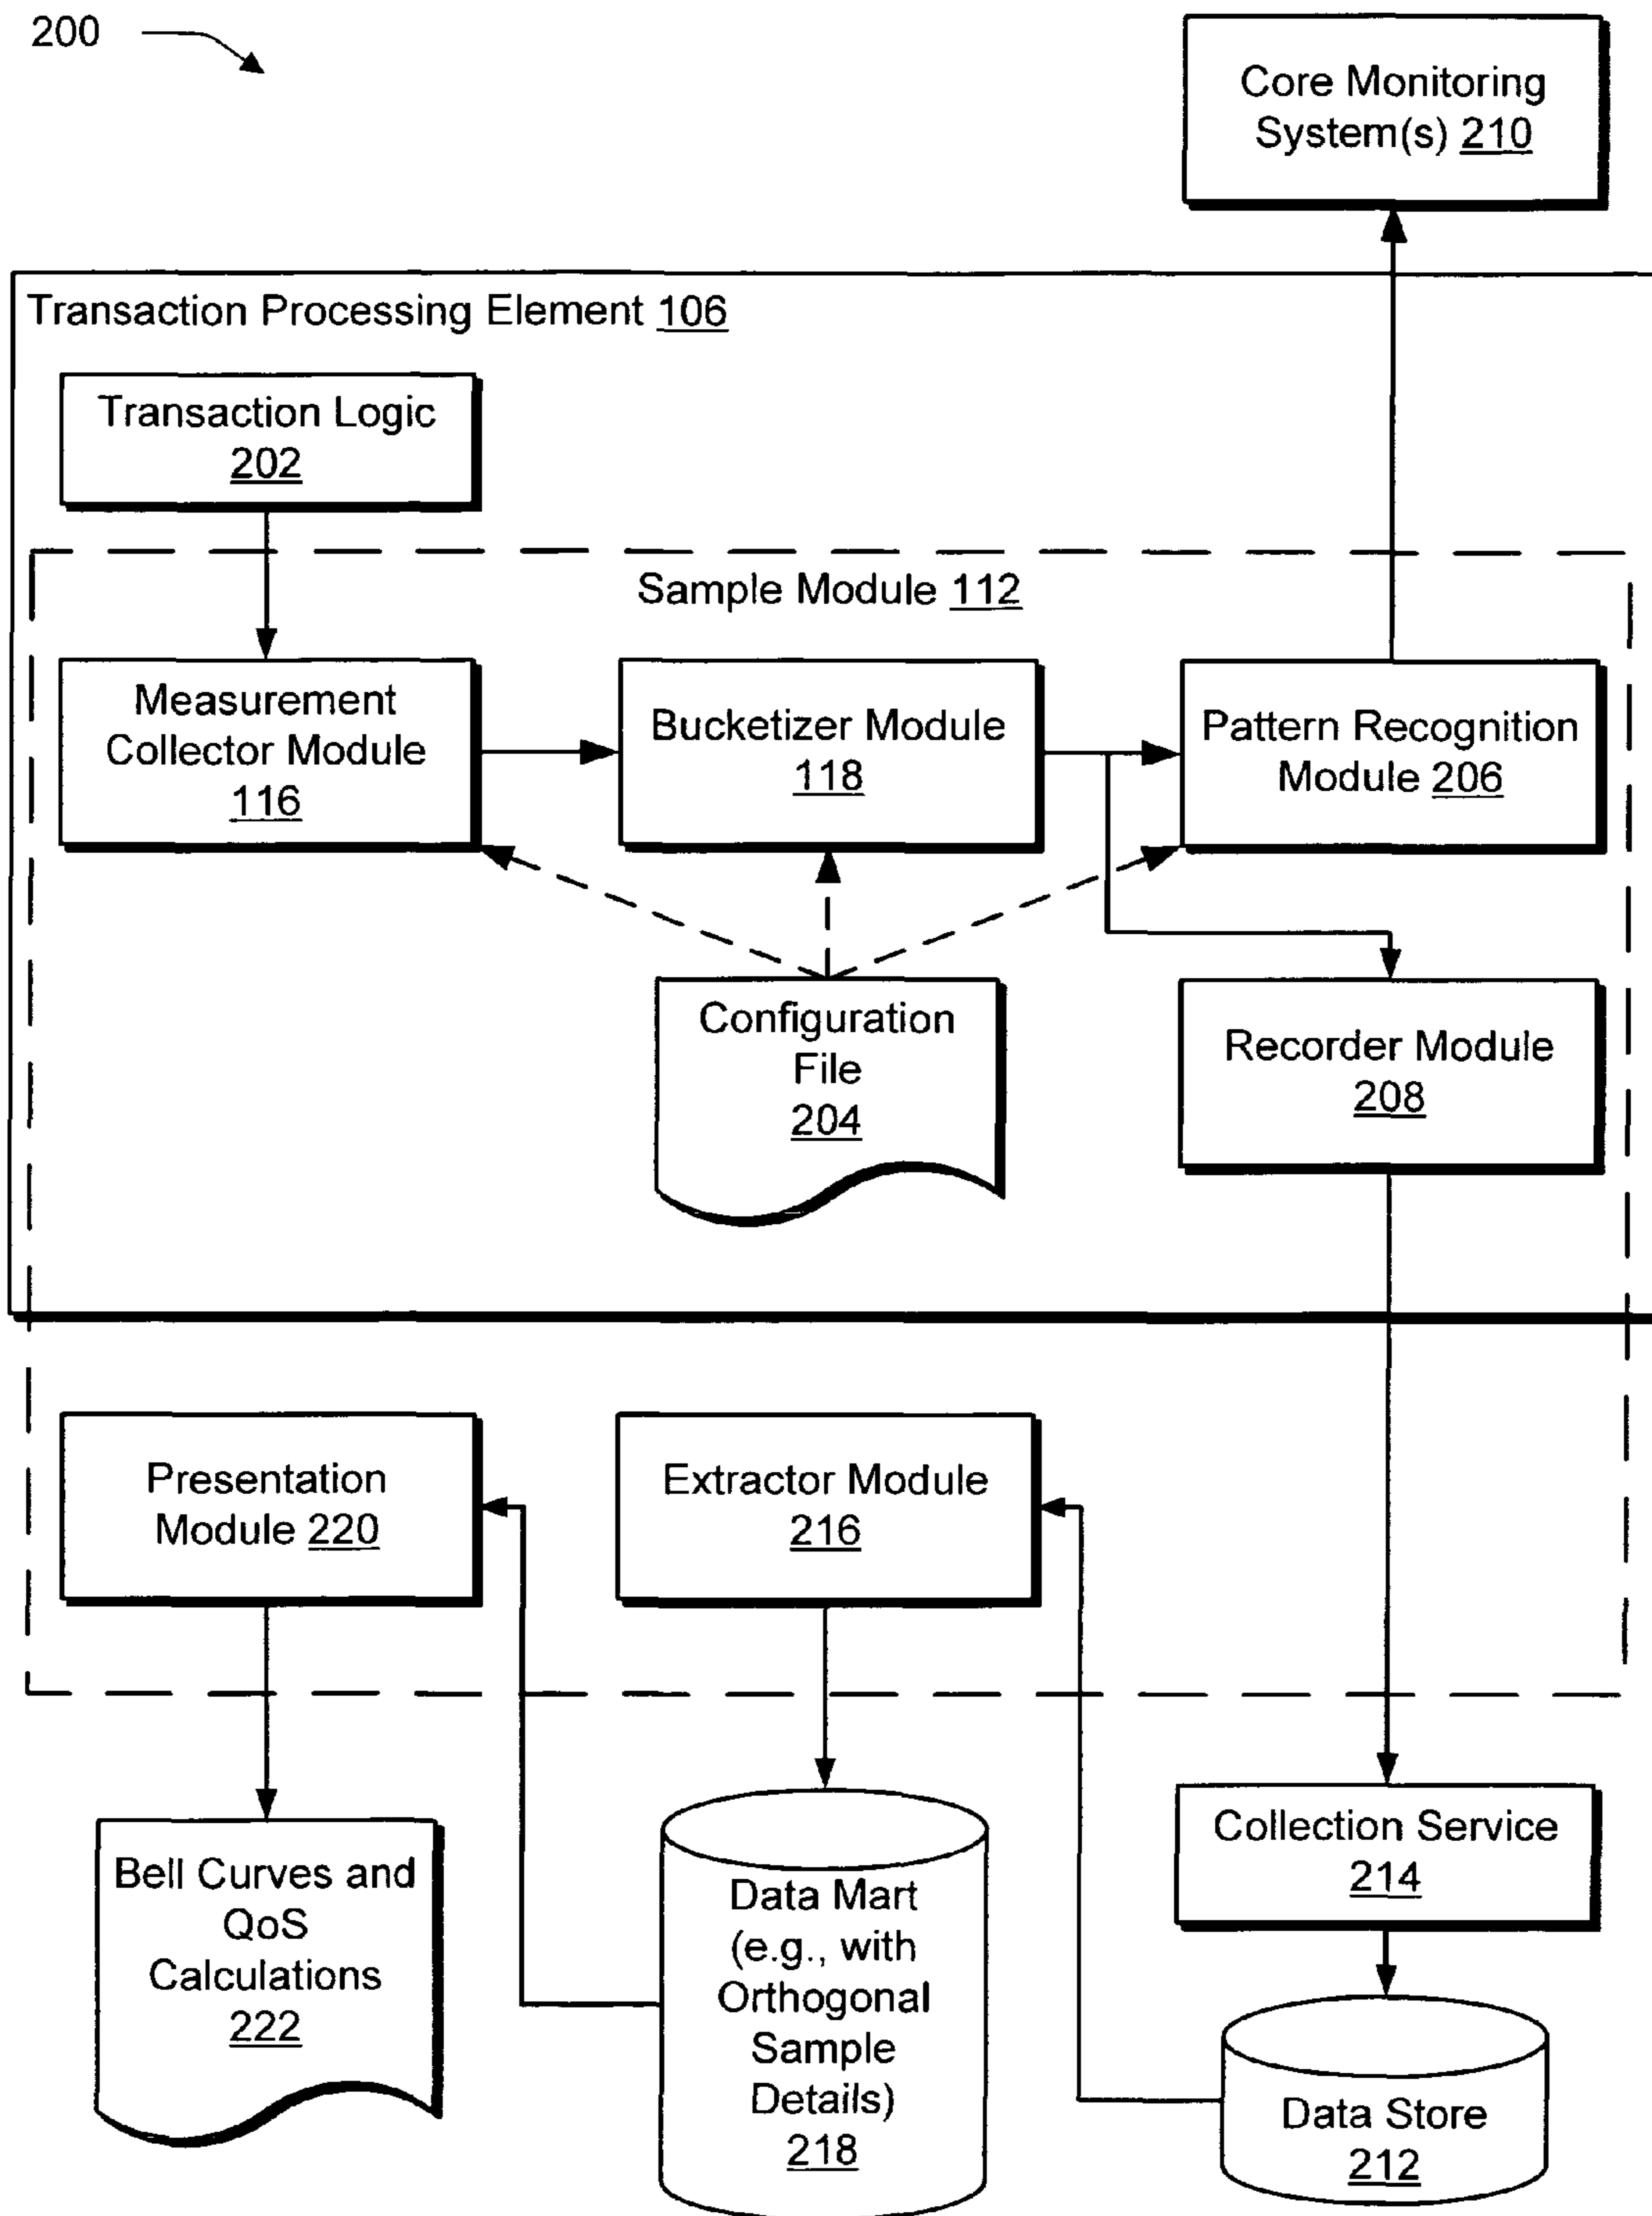 200
Core Monitoring
System(s) 210
Transaction Processing Element 106
Transaction Logic
202
Sample Module 112
Measurement
Collector Module
116
Bucketizer Module
118
Pattern Recognition
Module 206
Configuration
File
204
Recorder Module
208
Presentation
Module 220
Extractor Module
216
Bell Curves and
QoS
Calculations
222
Data Mart
(e.g., with
Orthogonal
Sample
Details)
218
Collection Service
214
Data Store
212